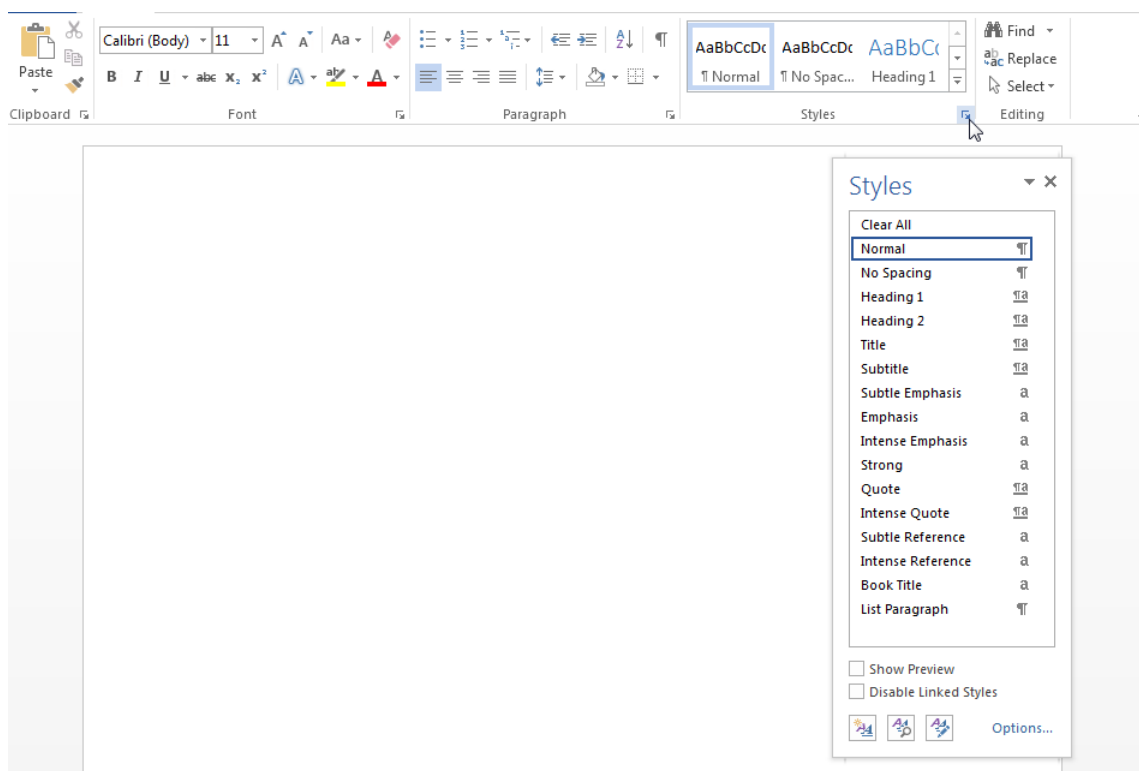 Calibri (Body) 11 A A Aa
Paste
B I U abc x₂ x² A ab A
Clipboard Font Paragraph Styles Editing
AaBbCcDc AaBbCcDc AaBbC
¶ Normal ¶ No Spac... Heading 1
Find
Replace
Select
Styles
Clear All
Normal ¶
No Spacing ¶
Heading 1 ¶a
Heading 2 ¶a
Title ¶a
Subtitle ¶a
Subtle Emphasis a
Emphasis a
Intense Emphasis a
Strong a
Quote ¶a
Intense Quote ¶a
Subtle Reference a
Intense Reference a
Book Title a
List Paragraph ¶
Show Preview
Disable Linked Styles
Options...